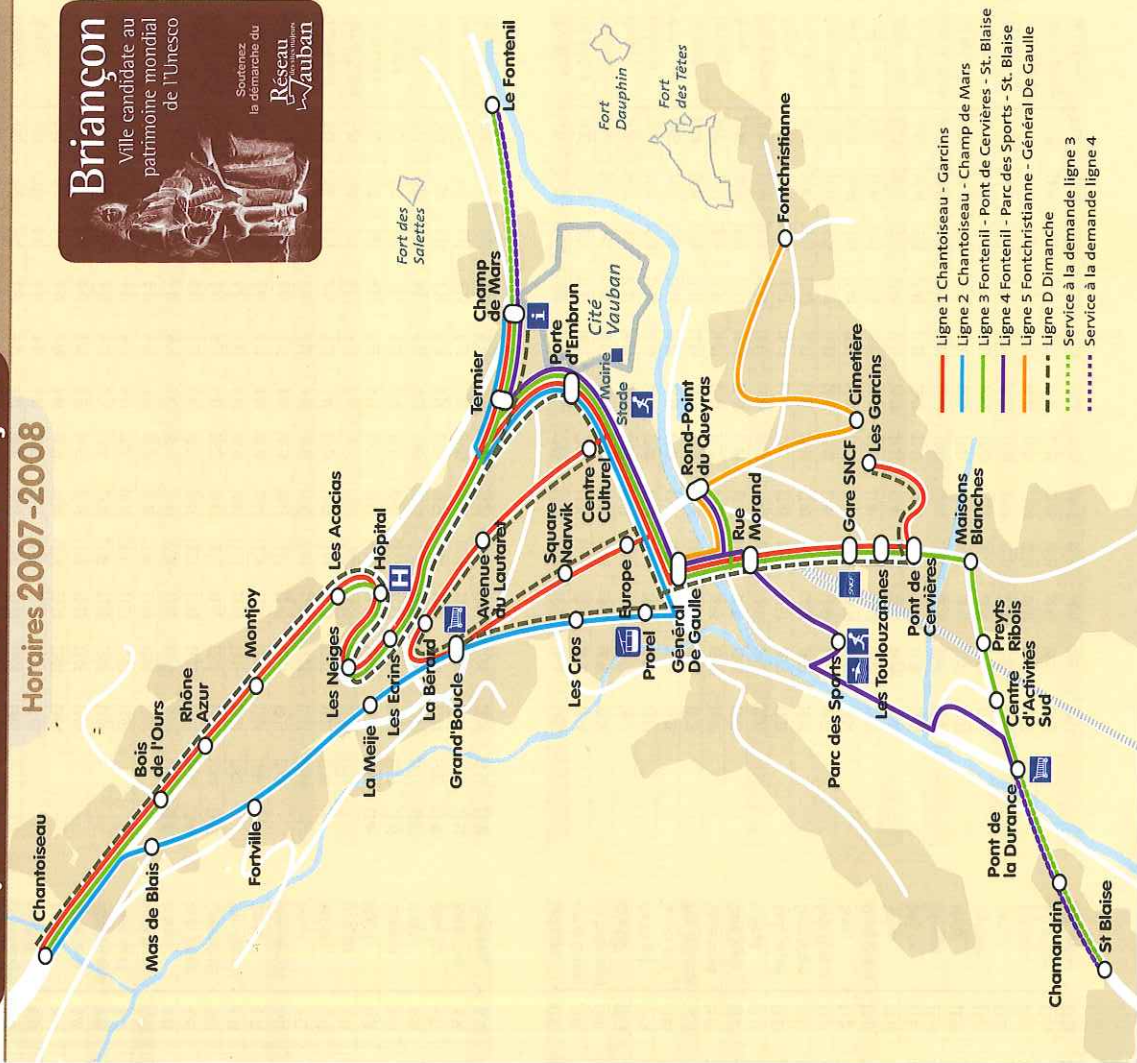 Horaires 2007-2008
Briançon
Ville candidate au
patrimoine mondial
de l'Unesco
Soutenez
la démarche du
Réseau
Vauban
Chantoiseau
Mas de Blais
Bois
de l'Ours
Rhône
Azur
Fortville
Montjoy
Les Acacias
Hôpital
H
Les Neiges
La Meije
Les Ecrins
La Bérard
Grand'Boucle
Avenue
du Lautaret
Square
Narwik
Centre
Culturel
Europe
Les Cros
Prorel
Général
De Gaulle
Termier
Champ
de Mars
i
Porte
d'Embrun
Cité
Vauban
Mairie
Stade
Le Fontenil
Fort des
Salettes
Fort
Dauphin
Fort
des Têtes
Rond-Point
du Queyras
Fontchristianne
Cimetière
Les Garcins
Rue
Morand
Gare SNCF
SNCF
Les Toulouzannes
Pont de
Cervières
Maisons
Blanches
Preyts
Ribois
Centre
d'Activités
Sud
Parc des Sports
Pont de
la Durance
Chamandrin
St Blaise
Ligne 1 Chantoiseau - Garcins
Ligne 2 Chantoiseau - Champ de Mars
Ligne 3 Fontenil - Pont de Cervières - St. Blaise
Ligne 4 Fontenil - Parc des Sports - St. Blaise
Ligne 5 Fontchristianne - Général De Gaulle
Ligne D Dimanche
Service à la demande ligne 3
Service à la demande ligne 4